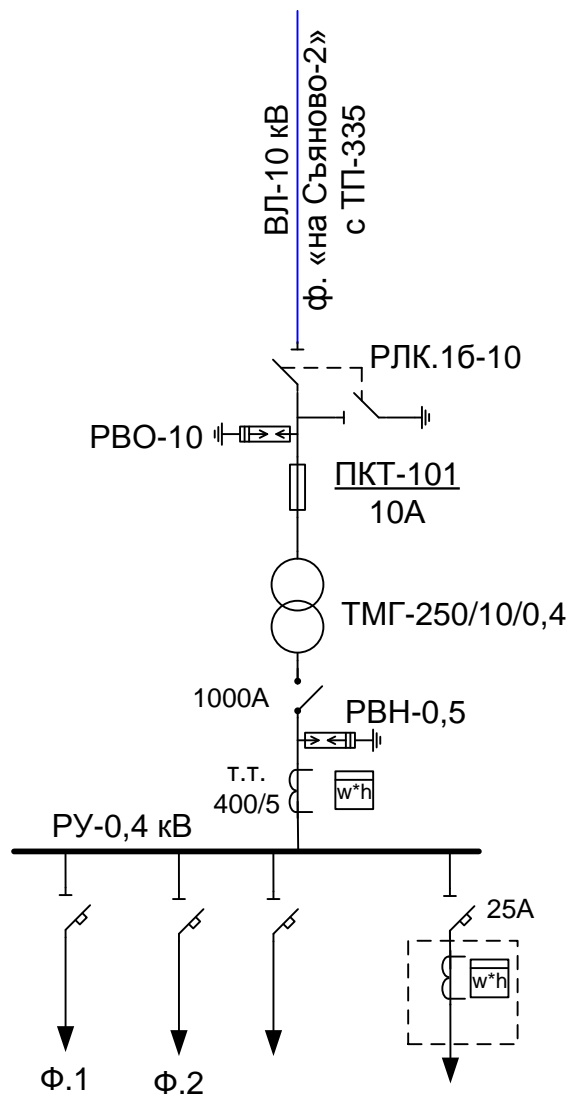 ВЛ-10 кВ
ф. «на Съяново-2»
с ТП-335
РЛК.1б-10
РВО-10
ПКТ-101
10А
ТМГ-250/10/0,4
1000А
РВН-0,5
т.т.
400/5
w*h
РУ-0,4 кВ
25А
w*h
Ф.1
Ф.2